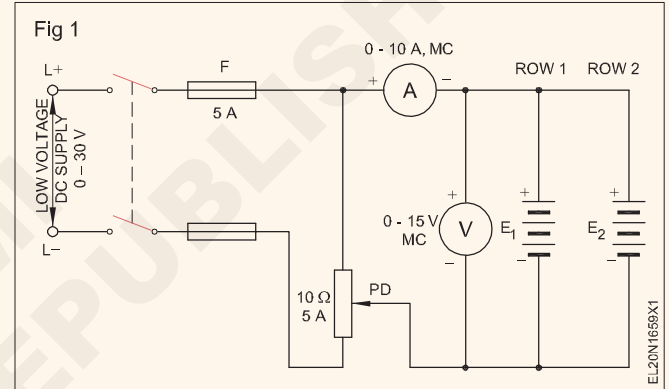 Fig 1
0 - 10 A, MC
ROW 1
ROW 2
L+
F
+
A
−
5 A
LOW VOLTAGE
DC SUPPLY
0 – 30 V
+
0 - 15 V
MC
V
−
+
E1
−
+
E2
−
L−
10 Ω
5 A
PD
EL20N1659X1
REPUBLISH